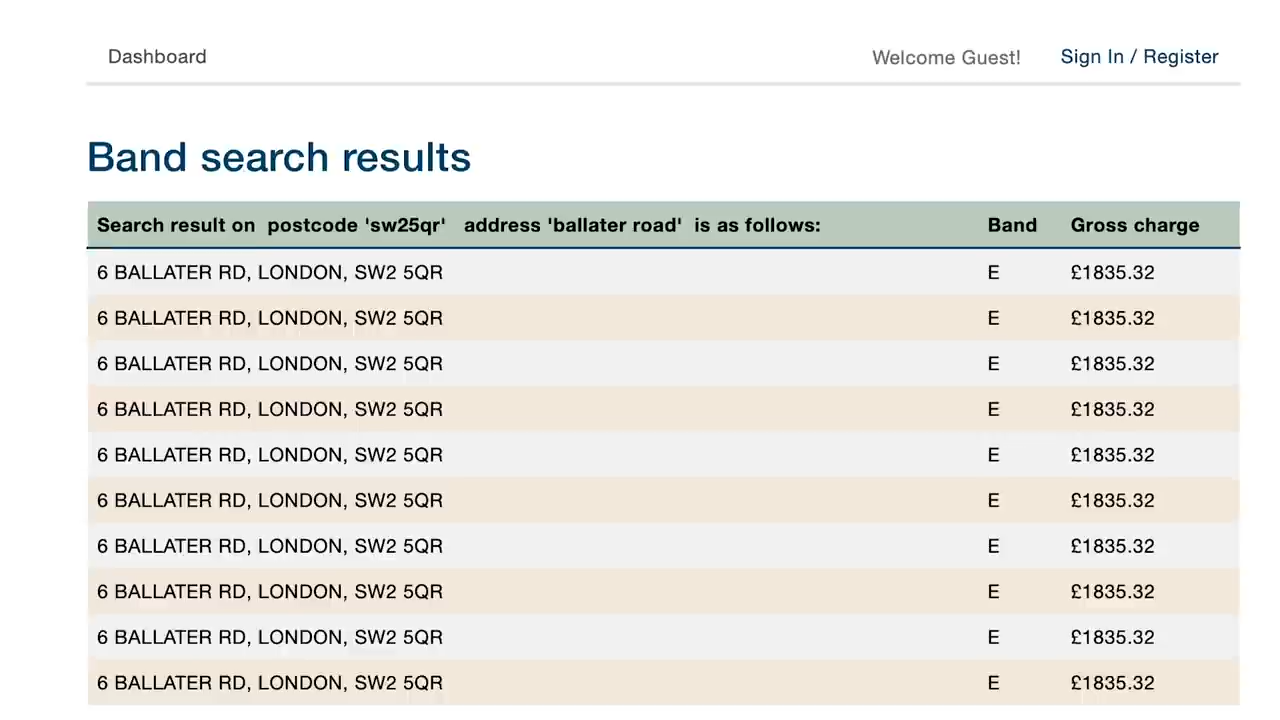 Dashboard Welcome Guest! Sign In / Register
Band search results
Search result on postcode 'sw25qr' address 'ballater road' is as follows: Band Gross charge
6 BALLATER RD, LONDON, SW2 5QR E £1835.32
6 BALLATER RD, LONDON, SW2 5QR E £1835.32
6 BALLATER RD, LONDON, SW2 5QR E £1835.32
6 BALLATER RD, LONDON, SW2 5QR E £1835.32
6 BALLATER RD, LONDON, SW2 5QR E £1835.32
6 BALLATER RD, LONDON, SW2 5QR E £1835.32
6 BALLATER RD, LONDON, SW2 5QR E £1835.32
6 BALLATER RD, LONDON, SW2 5QR E £1835.32
6 BALLATER RD, LONDON, SW2 5QR E £1835.32
6 BALLATER RD, LONDON, SW2 5QR E £1835.32